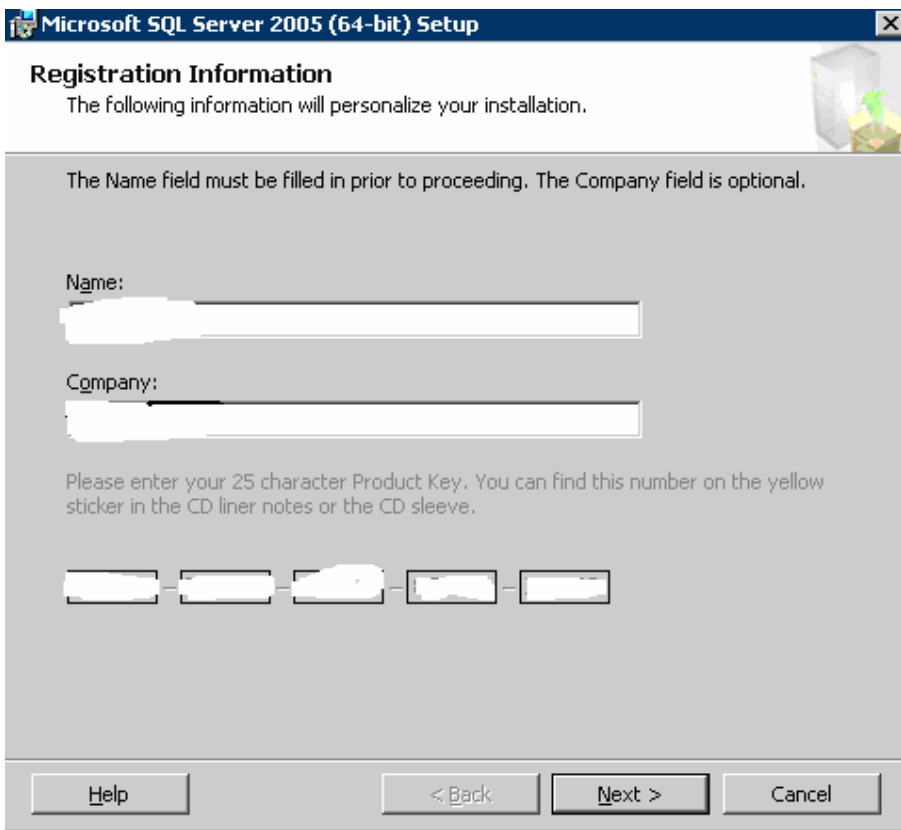 Microsoft SQL Server 2005 (64-bit) Setup
Registration Information
The following information will personalize your installation.
The Name field must be filled in prior to proceeding. The Company field is optional.
Name:
Company:
Please enter your 25 character Product Key. You can find this number on the yellow
sticker in the CD liner notes or the CD sleeve.
Help
< Back
Next >
Cancel